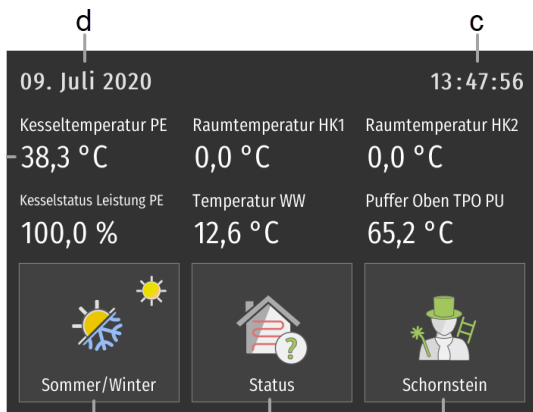 d c
09. Juli 2020 13:47:56
Kesseltemperatur PE Raumtemperatur HK1 Raumtemperatur HK2
38,3 °C 0,0 °C 0,0 °C
Kesselstatus Leistung PE Temperatur WW Puffer Oben TPO PU
100,0 % 12,6 °C 65,2 °C
?
Sommer/Winter Status Schornstein